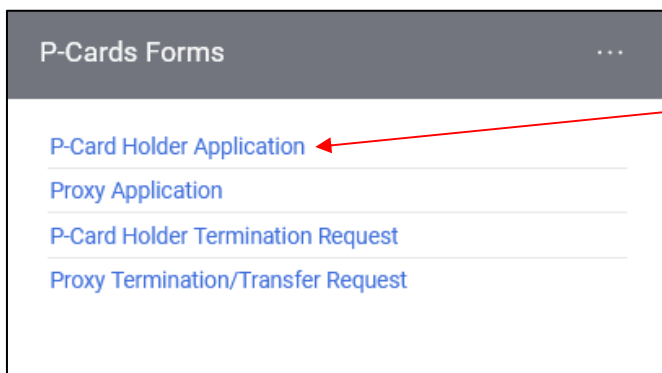 P-Cards Forms ...
P-Card Holder Application
Proxy Application
P-Card Holder Termination Request
Proxy Termination/Transfer Request